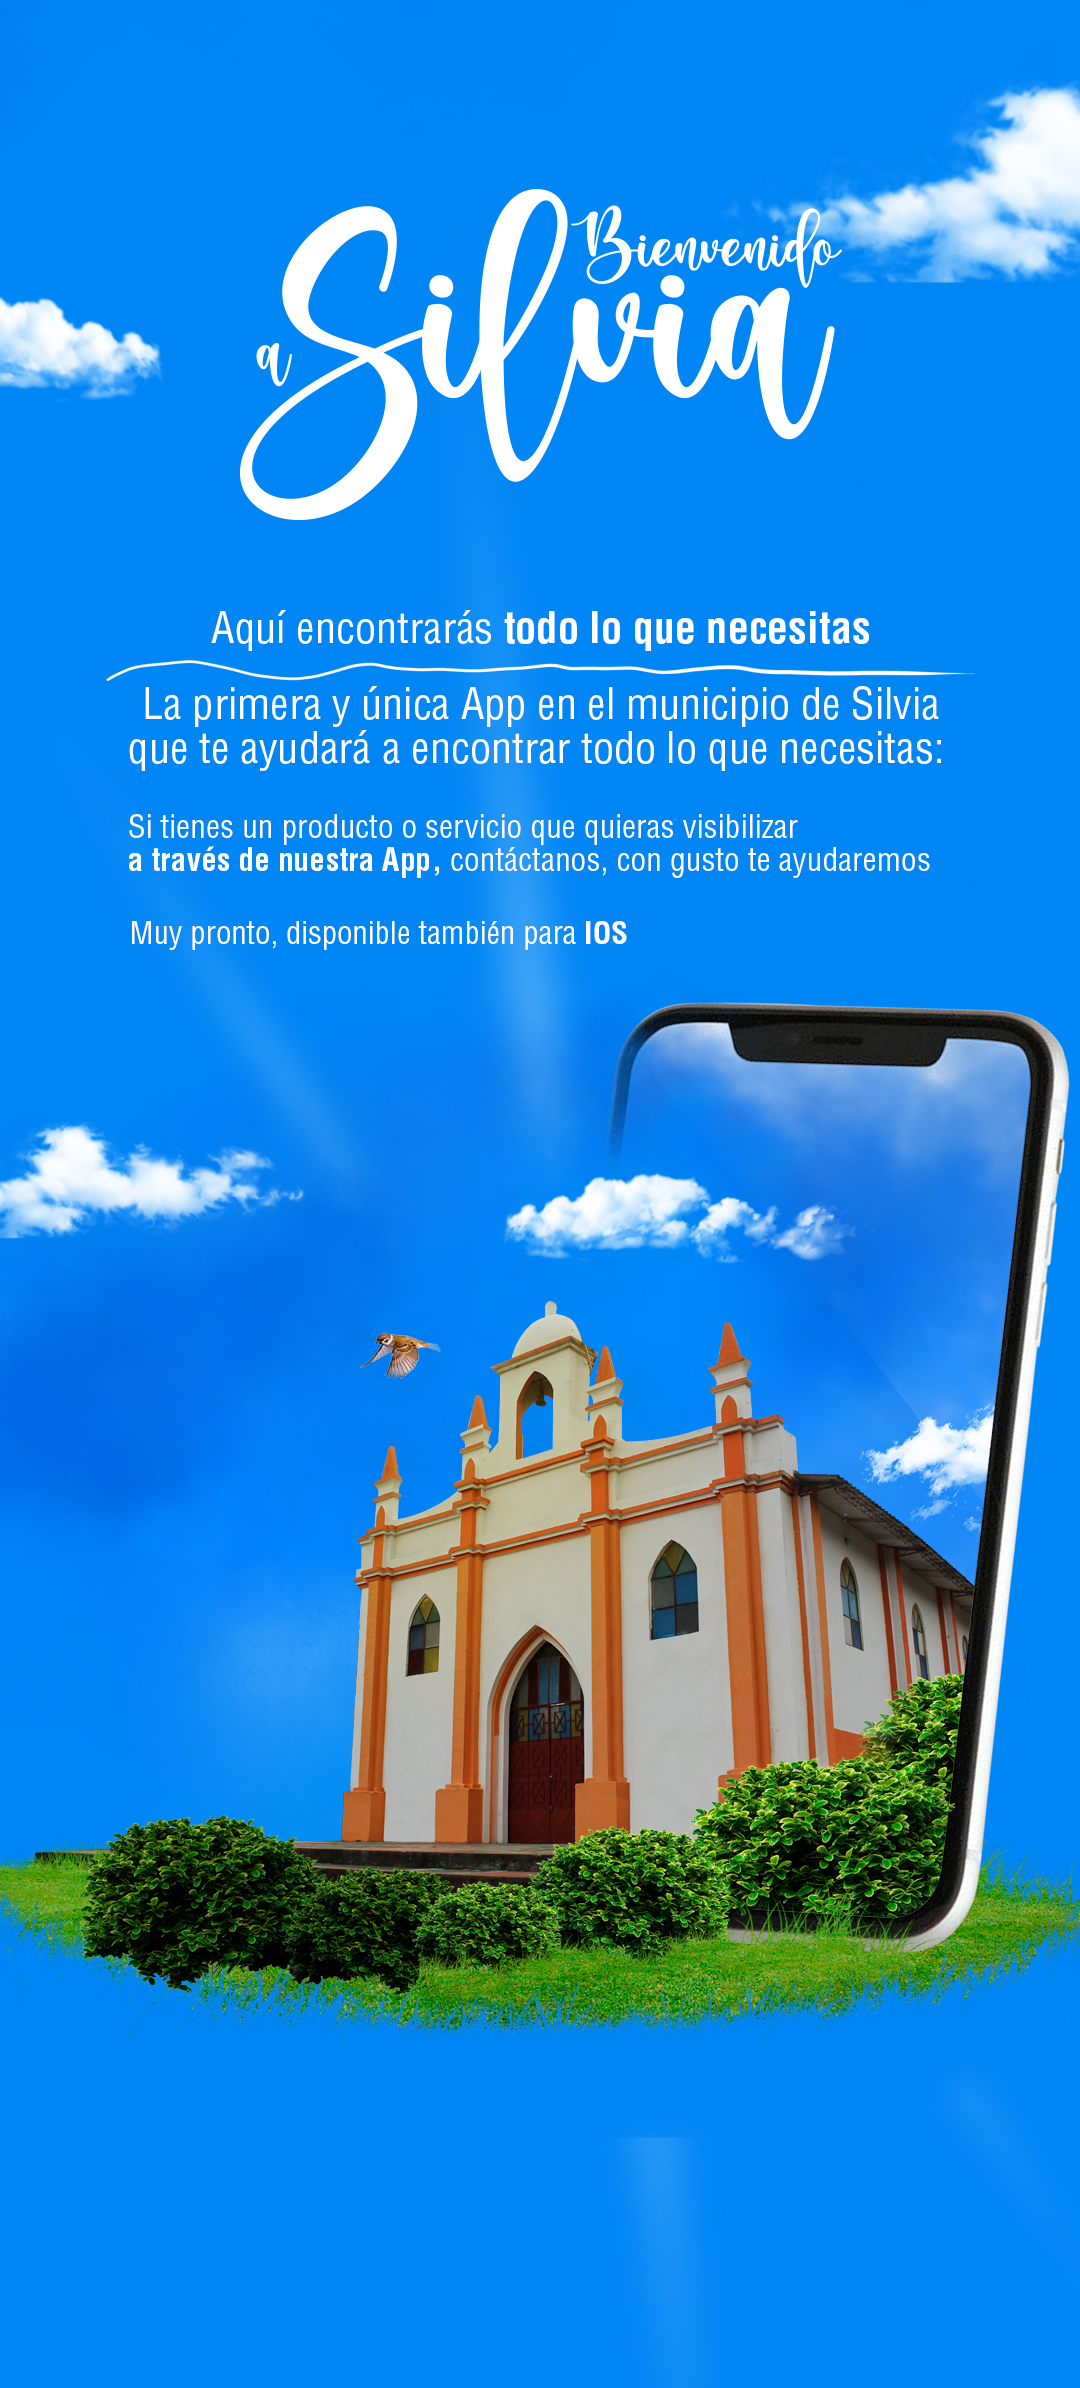 Bienvenido
a Silvia
Aquí encontrarás todo lo que necesitas
La primera y única App en el municipio de Silvia
que te ayudará a encontrar todo lo que necesitas:
Si tienes un producto o servicio que quieras visibilizar
a través de nuestra App, contáctanos, con gusto te ayudaremos
Muy pronto, disponible también para IOS